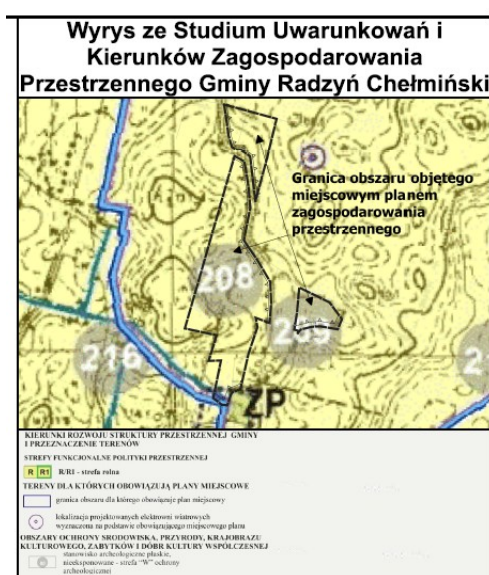 Wyrys ze Studium Uwarunkowań i
Kierunków Zagospodarowania
Przestrzennego Gminy Radzyń Chełmiński
Granica obszaru objętego
miejscowym planem
zagospodarowania
przestrzennego
208
216
ZP
KIERUNKI ROZWOJU STRUKTURY PRZESTRZENNEJ GMINY
I PRZEZNACZENIE TERENÓW
STREFY FUNKCJONALNE POLITYKI PRZESTRZENNEJ
R R1 R/R1 - strefa rolna
TERENY DLA KTÓRYCH OBOWIĄZUJĄ PLANY MIEJSCOWE
granica obszaru dla którego obowiązuje plan miejscowy
lokalizacja projektowanych elektrowni wiatrowych
wyznaczona na podstawie obowiązującego miejscowego planu
OBSZARY OCHRONY ŚRODOWISKA, PRZYRODY, KRAJOBRAZU
KULTUROWEGO, ZABYTKÓW I DÓBR KULTURY WSPÓŁCZESNEJ
stanowisko archeologiczne płaskie,
nieeksponowane - strefa "W" ochrony
archeologicznej